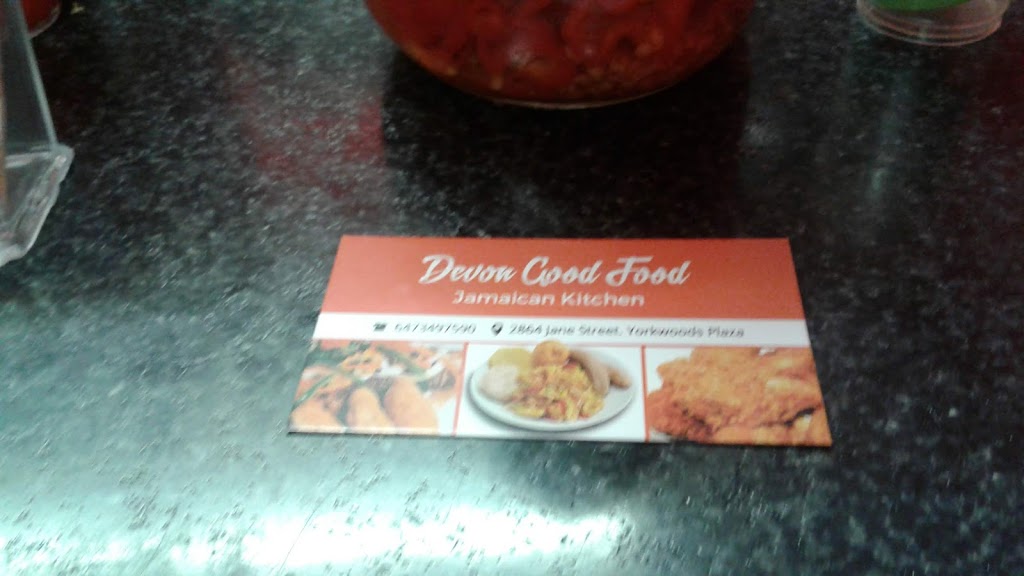 Devon Good Food
Jamaican Kitchen
6473497590 2864 Jane Street, Yorkwoods Plaza